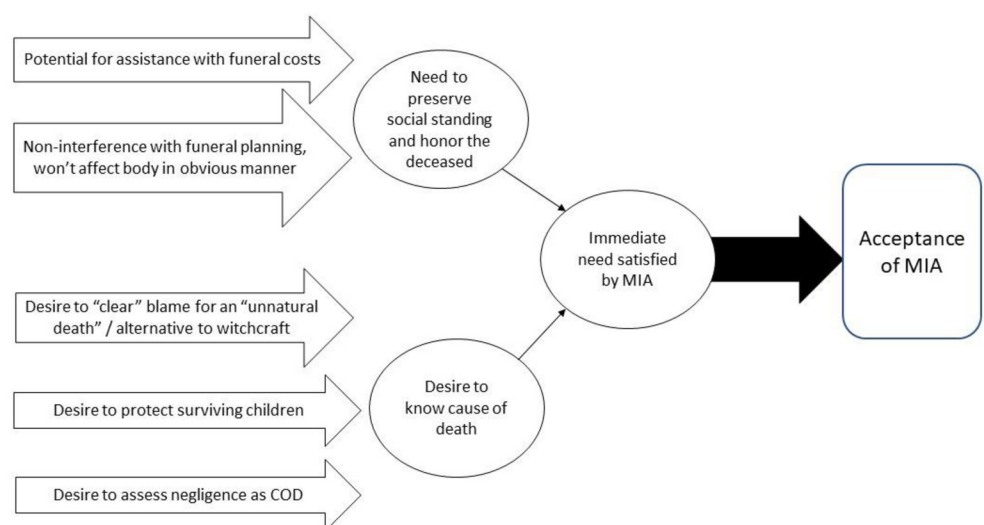 Potential for assistance with funeral costs
Non-interference with funeral planning,
won't affect body in obvious manner
Need to
preserve
social standing
and honor the
deceased
Desire to “clear” blame for an “unnatural
death” / alternative to witchcraft
Desire to protect surviving children
Desire to assess negligence as COD
Desire to
know cause of
death
Immediate
need satisfied
by MIA
Acceptance
of MIA